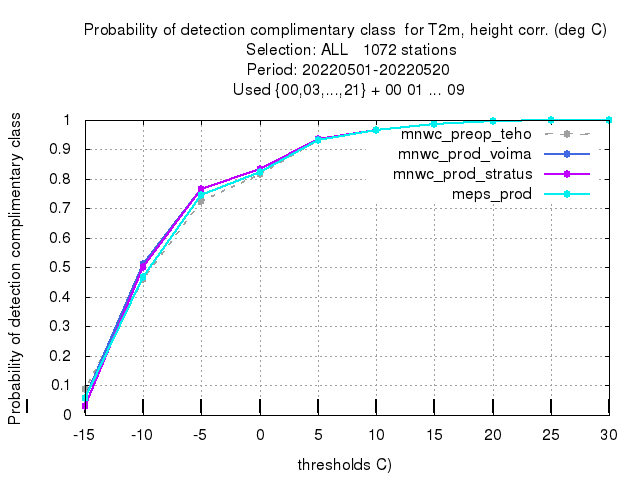 Probability of detection complimentary class  for T2m, height corr. (deg C)
Selection: ALL   1072 stations
Period: 20220501-20220520
Used {00,03,...,21} + 00 01 ... 09
Probability of detection complimentary class
1
0.9
0.8
0.7
0.6
0.5
0.4
0.3
0.2
0.1
0
mnwc_preop_teho
mnwc_prod_voima
mnwc_prod_stratus
meps_prod
-15 -10 -5 0 5 10 15 20 25 30
thresholds C)